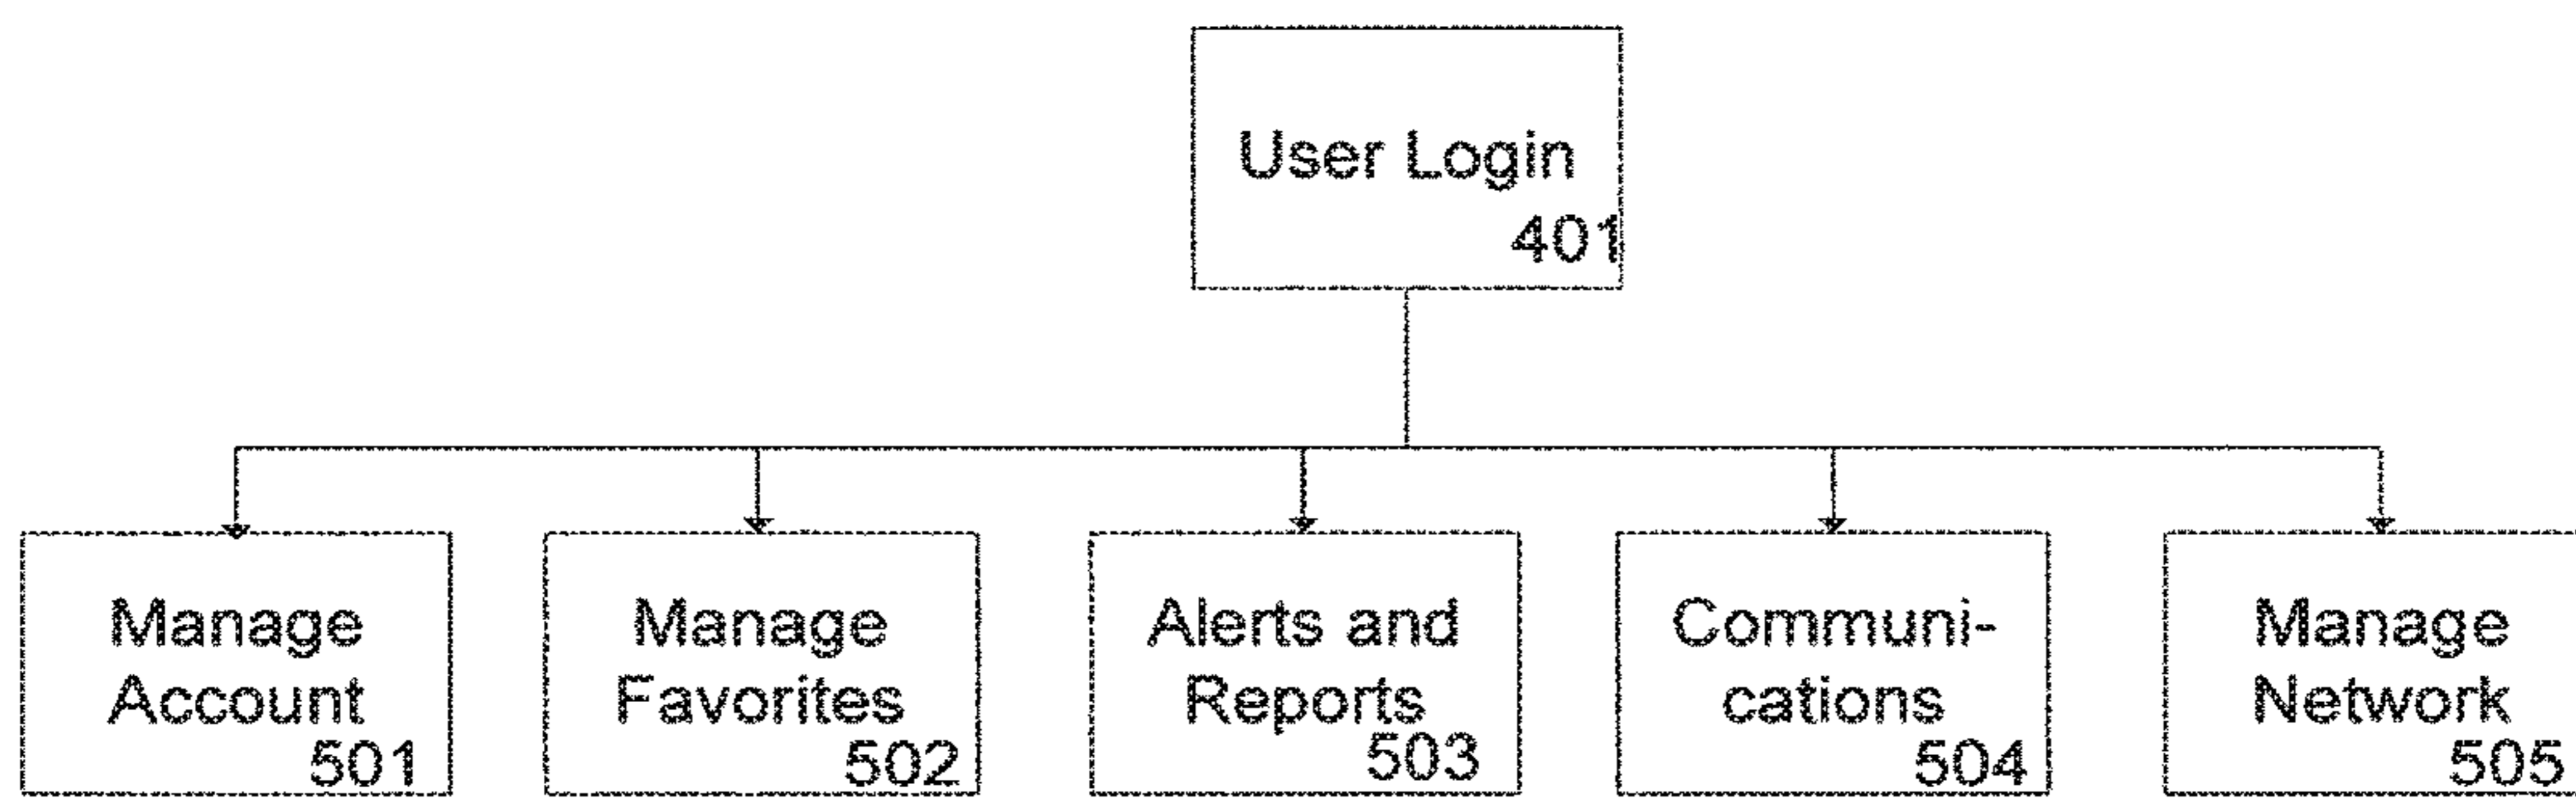 User Login
401
Manage
Account
501
Manage
Favorites
502
Alerts and
Reports
503
Communi-
cations
504
Manage
Network
505